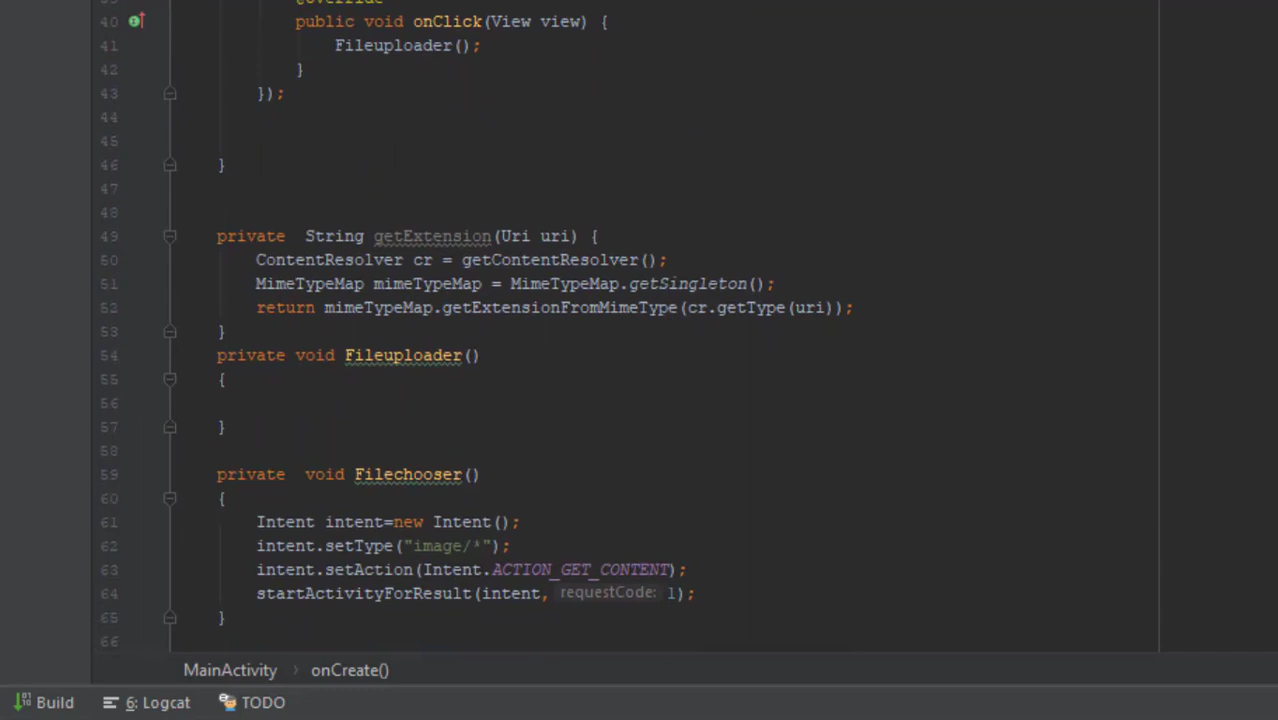 @Override
40 public void onClick(View view) {
41 Fileuploader();
42 }
43 });
44
45
46 }
47
48
49 private  String getExtension(Uri uri) {
50 ContentResolver cr = getContentResolver();
51 MimeTypeMap mimeTypeMap = MimeTypeMap.getSingleton();
52 return mimeTypeMap.getExtensionFromMimeType(cr.getType(uri));
53 }
54 private void Fileuploader()
55 {
56
57 }
58
59 private  void Filechooser()
60 {
61 Intent intent=new Intent();
62 intent.setType("image/*");
63 intent.setAction(Intent.ACTION_GET_CONTENT);
64 startActivityForResult(intent, requestCode: 1);
65 }
66
MainActivity > onCreate()
Build 6: Logcat TODO